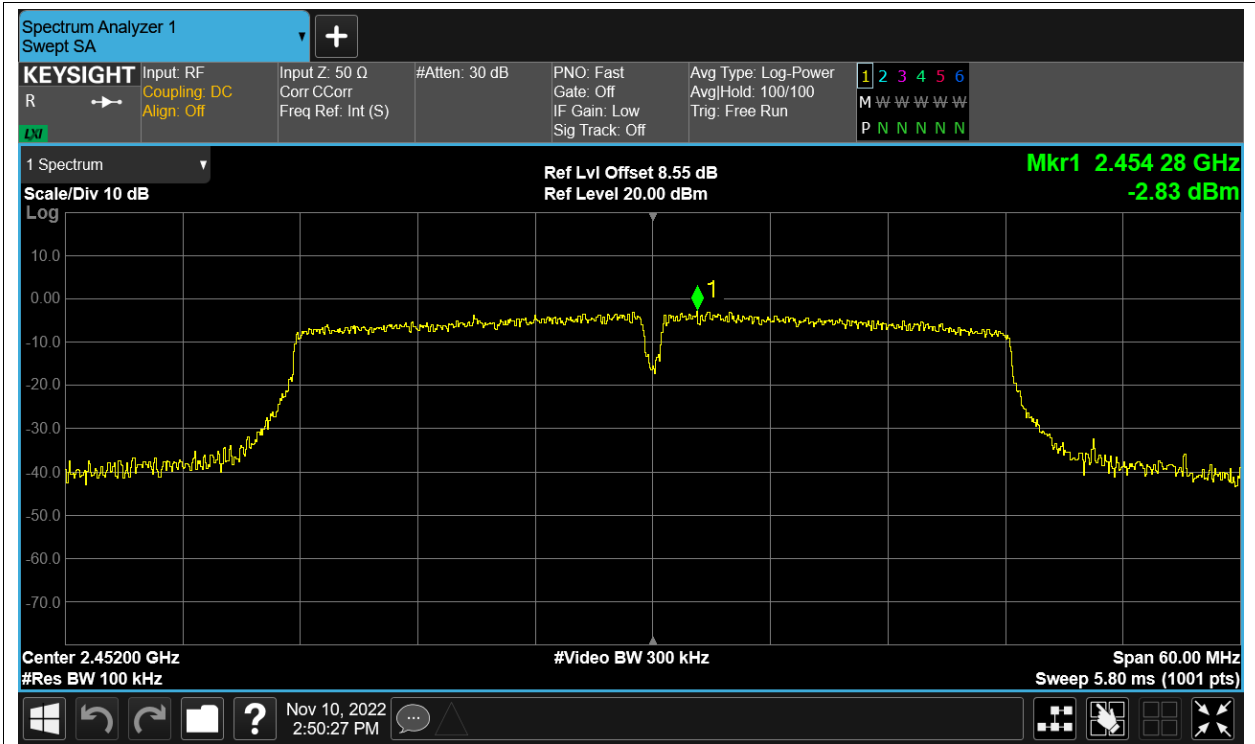 Spectrum Analyzer 1
Swept SA
KEYSIGHT
R
LXI
Input: RF
Coupling: DC
Align: Off
Input Z: 50 Ω
Corr CCorr
Freq Ref: Int (S)
#Atten: 30 dB
PNO: Fast
Gate: Off
IF Gain: Low
Sig Track: Off
Avg Type: Log-Power
Avg|Hold: 100/100
Trig: Free Run
1 2 3 4 5 6
M W W W W W
P N N N N N
1 Spectrum
Scale/Div 10 dB
Ref Lvl Offset 8.55 dB
Ref Level 20.00 dBm
Mkr1 2.454 28 GHz
-2.83 dBm
Log
10.0
0.00
-10.0
-20.0
-30.0
-40.0
-50.0
-60.0
-70.0
1
Center 2.45200 GHz
#Res BW 100 kHz
#Video BW 300 kHz
Span 60.00 MHz
Sweep 5.80 ms (1001 pts)
?
Nov 10, 2022
2:50:27 PM